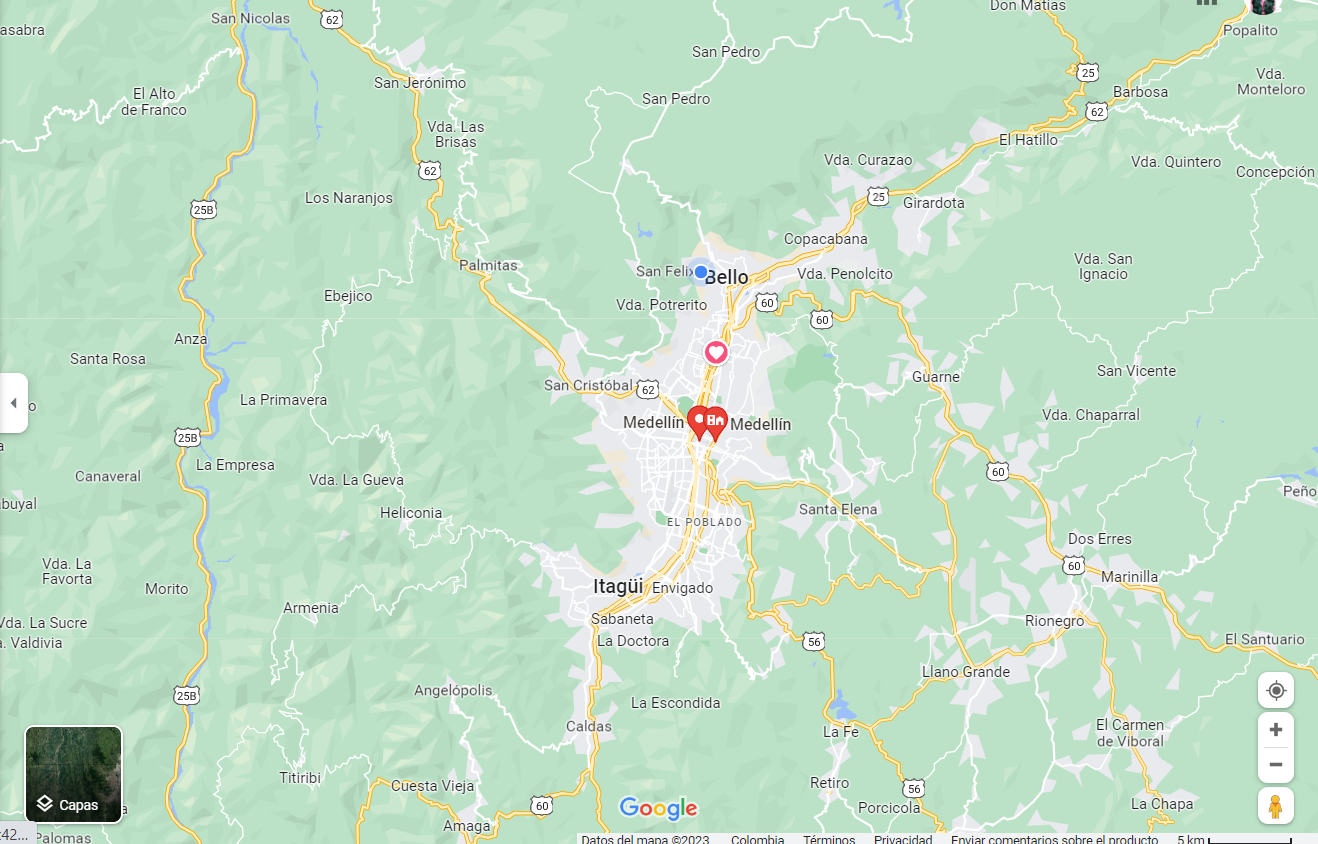 San Nicolas
62
Don Matias
Popalito
San Pedro
San Jerónimo
25
Vda.
Monteloro
El Alto
de Franco
San Pedro
Barbosa
62
Vda. Las
Brisas
El Hatillo
Vda. Curazao
Vda. Quintero
62
Concepción
Los Naranjos
25
Girardota
25B
Copacabana
Palmitas
San Felix
Bello
Vda. Penolcito
Vda. San
Ignacio
Ebejico
Vda. Potrerito
60
60
Anza
Santa Rosa
San Vicente
Guarne
San Cristóbal
62
La Primavera
Vda. Chaparral
Medellín
Medellín
25B
La Empresa
60
Canaveral
Vda. La Gueva
Peño
Heliconia
Santa Elena
EL POBLADO
Dos Erres
Vda. La
Favorta
60
Marinilla
Morito
Itagüi
Envigado
Armenia
Vda. La Sucre
Sabaneta
Rionegro
a. Valdivia
La Doctora
56
El Santuario
Llano Grande
25B
Angelópolis
La Escondida
Caldas
La Fe
El Carmen
de Viboral
Titiribi
Cuesta Vieja
Retiro
56
Capas
60
Google
Porcicola
La Chapa
Amaga
:42...
Palomas
Datos del mapa ©2023 Colombia Términos Privacidad Enviar comentarios sobre el producto 5 km